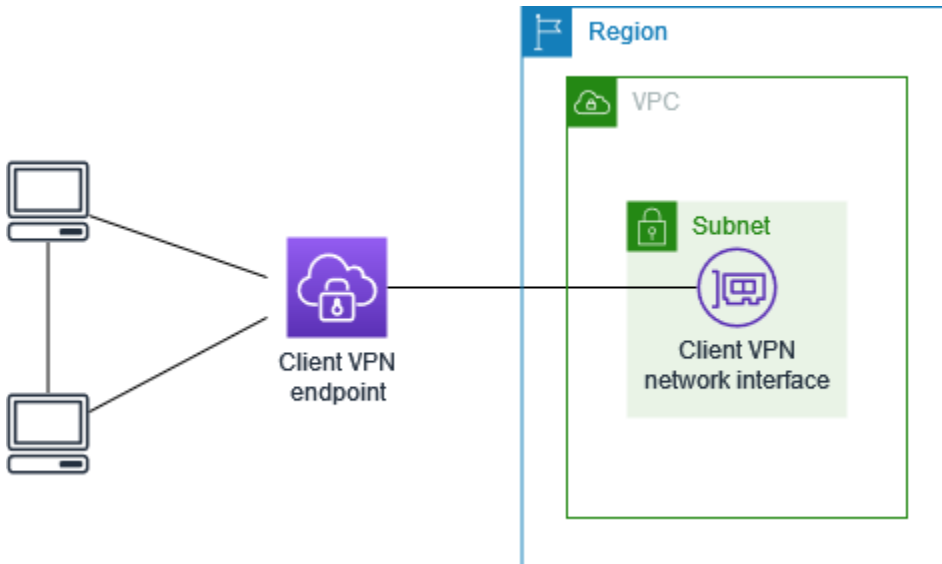 Region
VPC
Subnet
Client VPN
endpoint
Client VPN
network interface